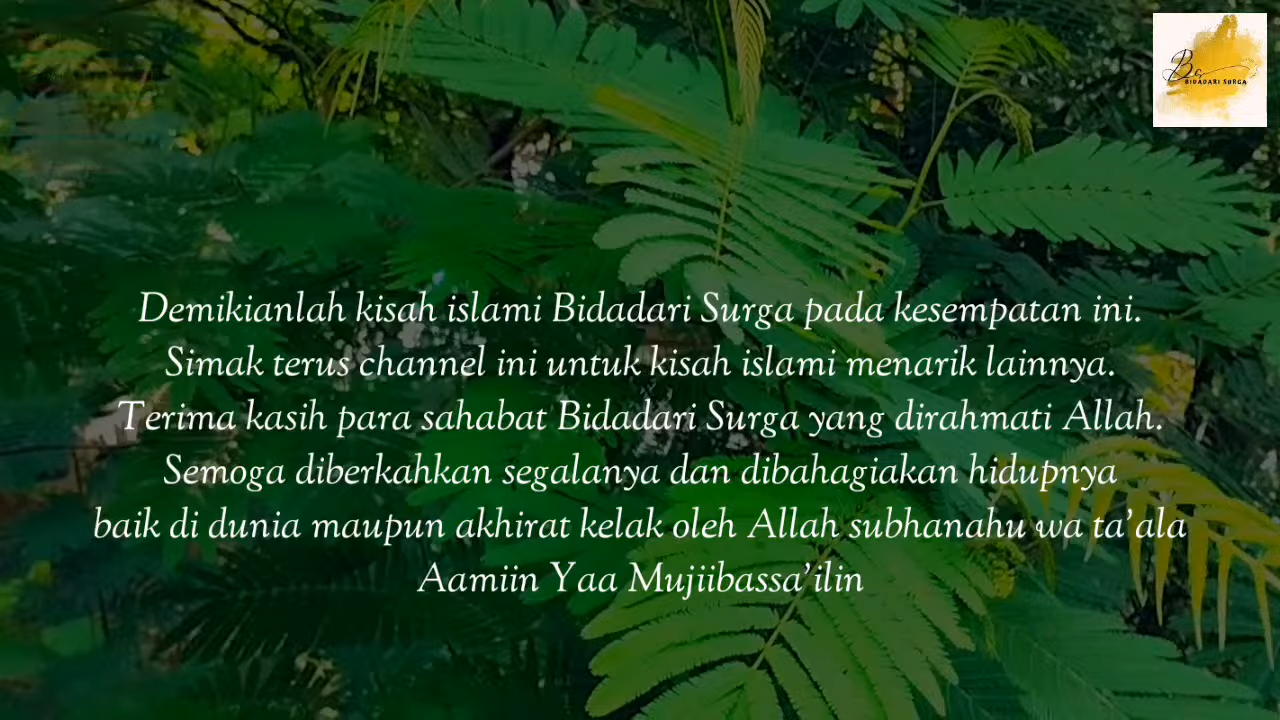 Bs
BIDADARI SURGA
Demikianlah kisah islami Bidadari Surga pada kesempatan ini.
Simak terus channel ini untuk kisah islami menarik lainnya.
Terima kasih para sahabat Bidadari Surga yang dirahmati Allah.
Semoga diberkahkan segalanya dan dibahagiakan hidupnya
baik di dunia maupun akhirat kelak oleh Allah subhanahu wa ta’ala
Aamiin Yaa Mujiibassa’ilin